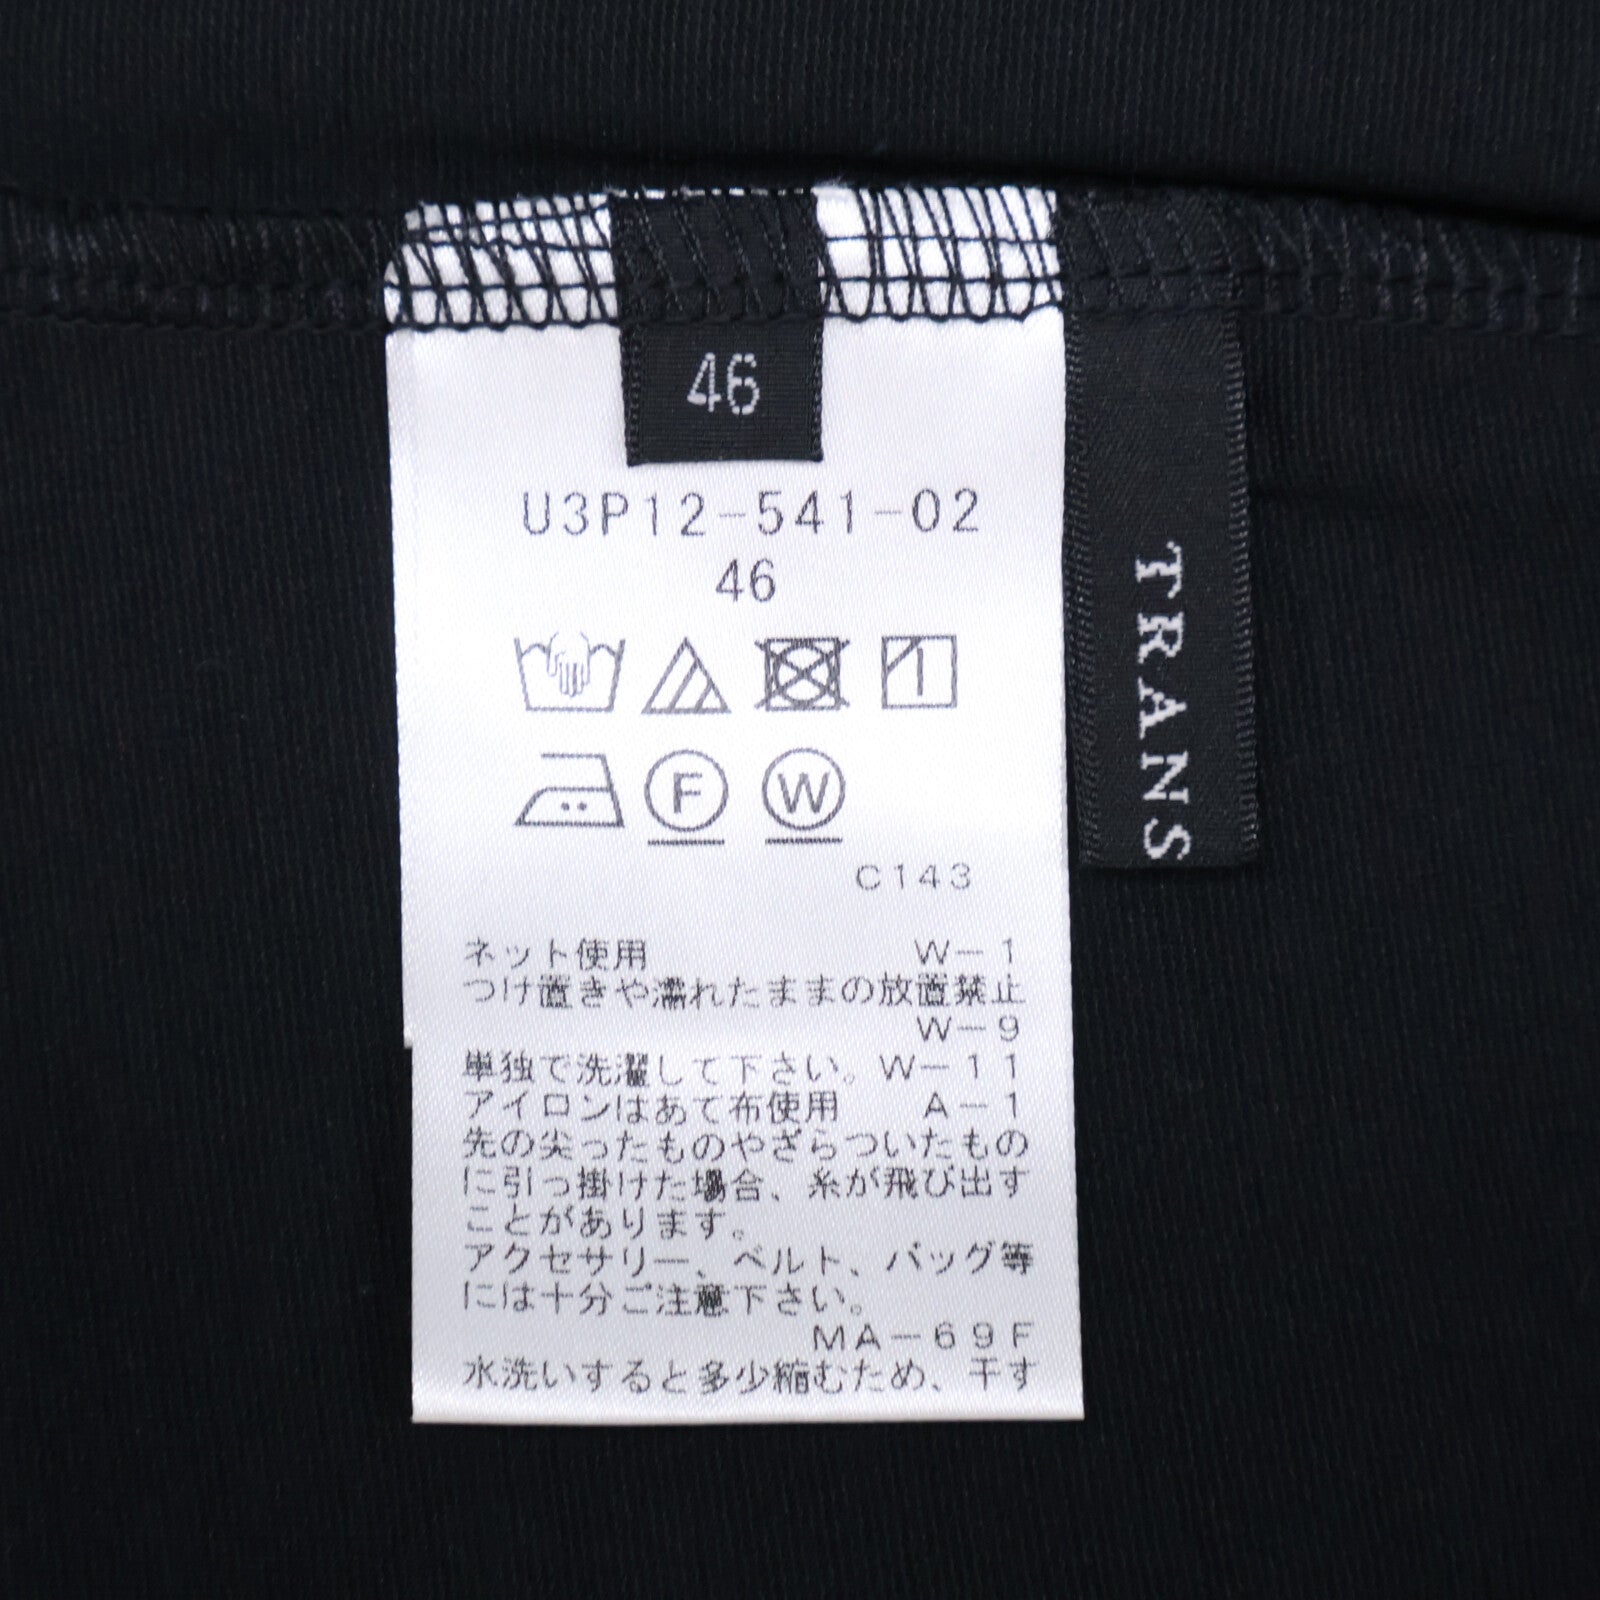 46
U3P12-541-02
46
F W
C143
ネット使用 W-1
つけ置きや濡れたままの放置禁止
W-9
単独で洗濯して下さい。W-11
アイロンはあて布使用 A-1
先の尖ったものやざらついたもの
に引っ掛けた場合、糸が飛び出す
ことがあります。
アクセサリー、ベルト、バッグ等
には十分ご注意下さい。
MA-69F
水洗いすると多少縮むため、干す
TRANS